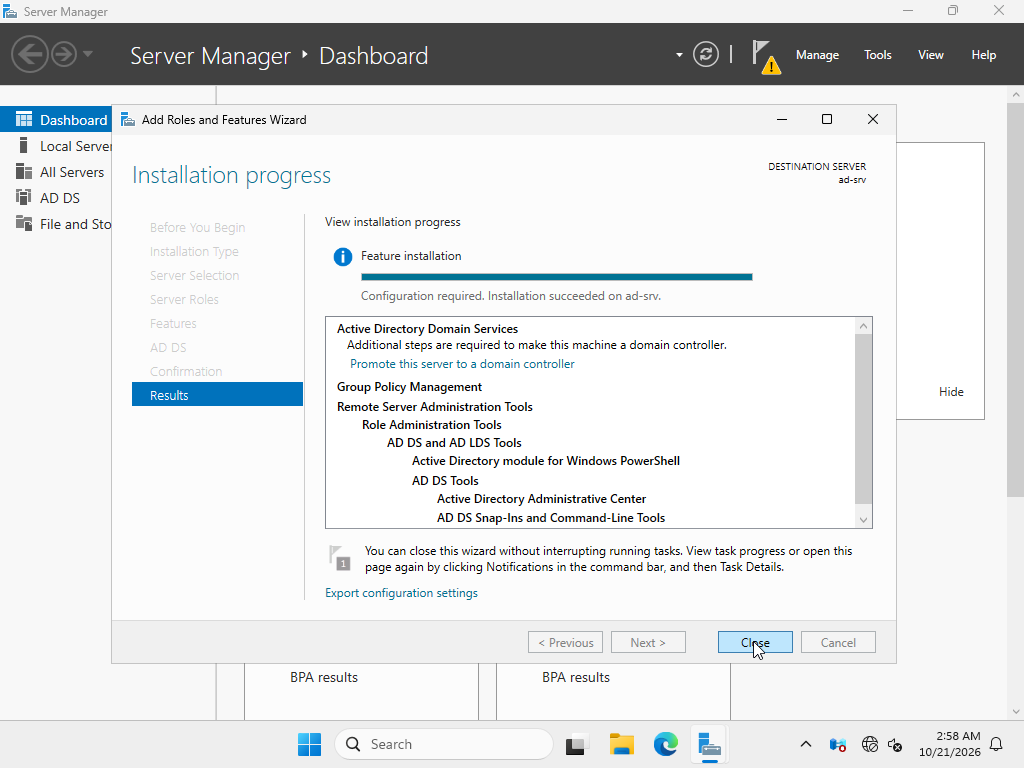 Server Manager
Server Manager ‣ Dashboard
Manage
Tools
View
Help
Dashboard
Local Server
All Servers
AD DS
File and Sto
Add Roles and Features Wizard
Installation progress
DESTINATION SERVER
ad-srv
Before You Begin
Installation Type
Server Selection
Server Roles
Features
AD DS
Confirmation
Results
View installation progress
Feature installation
Configuration required. Installation succeeded on ad-srv.
Active Directory Domain Services
Additional steps are required to make this machine a domain controller.
Promote this server to a domain controller
Group Policy Management
Remote Server Administration Tools
Role Administration Tools
AD DS and AD LDS Tools
Active Directory module for Windows PowerShell
AD DS Tools
Active Directory Administrative Center
AD DS Snap-Ins and Command-Line Tools
1
You can close this wizard without interrupting running tasks. View task progress or open this
page again by clicking Notifications in the command bar, and then Task Details.
Export configuration settings
< Previous
Next >
Close
Cancel
Hide
BPA results
BPA results
Search
2:58 AM
10/21/2026